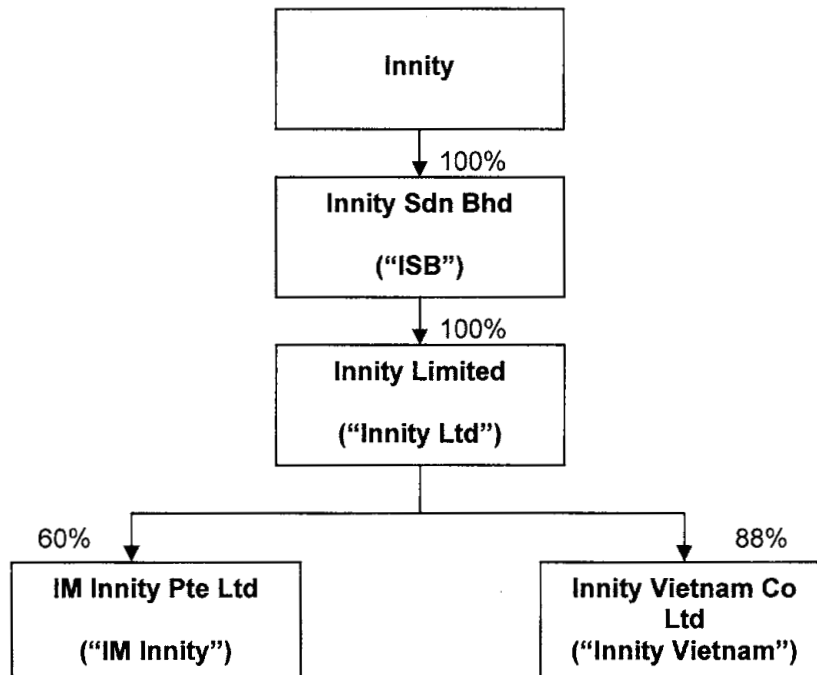 Innity
100%
Innity Sdn Bhd
(“ISB”)
100%
Innity Limited
(“Innity Ltd”)
60%
88%
IM Innity Pte Ltd
(“IM Innity”)
Innity Vietnam Co
Ltd
(“Innity Vietnam”)